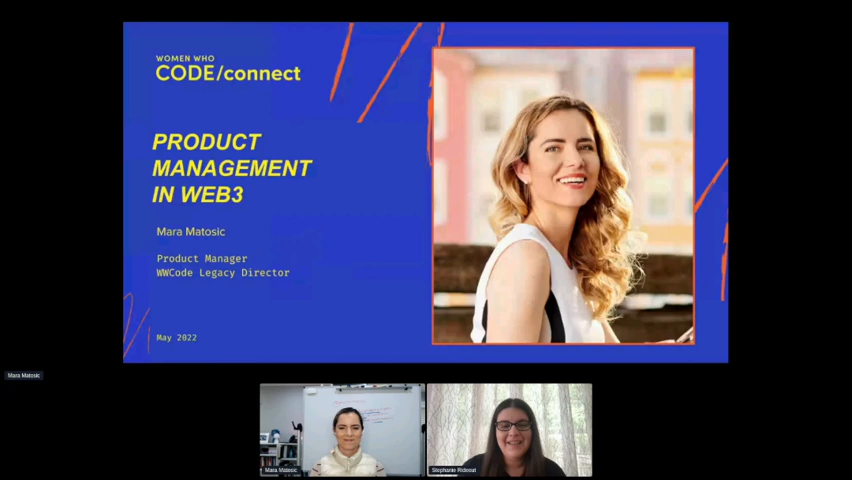 WOMEN WHO
CODE/connect
PRODUCT
MANAGEMENT
IN WEB3
Mara Matosic
Product Manager
WWCode Legacy Director
May 2022
Mara Matosic
Mara Matosic
Stephanie Rideout